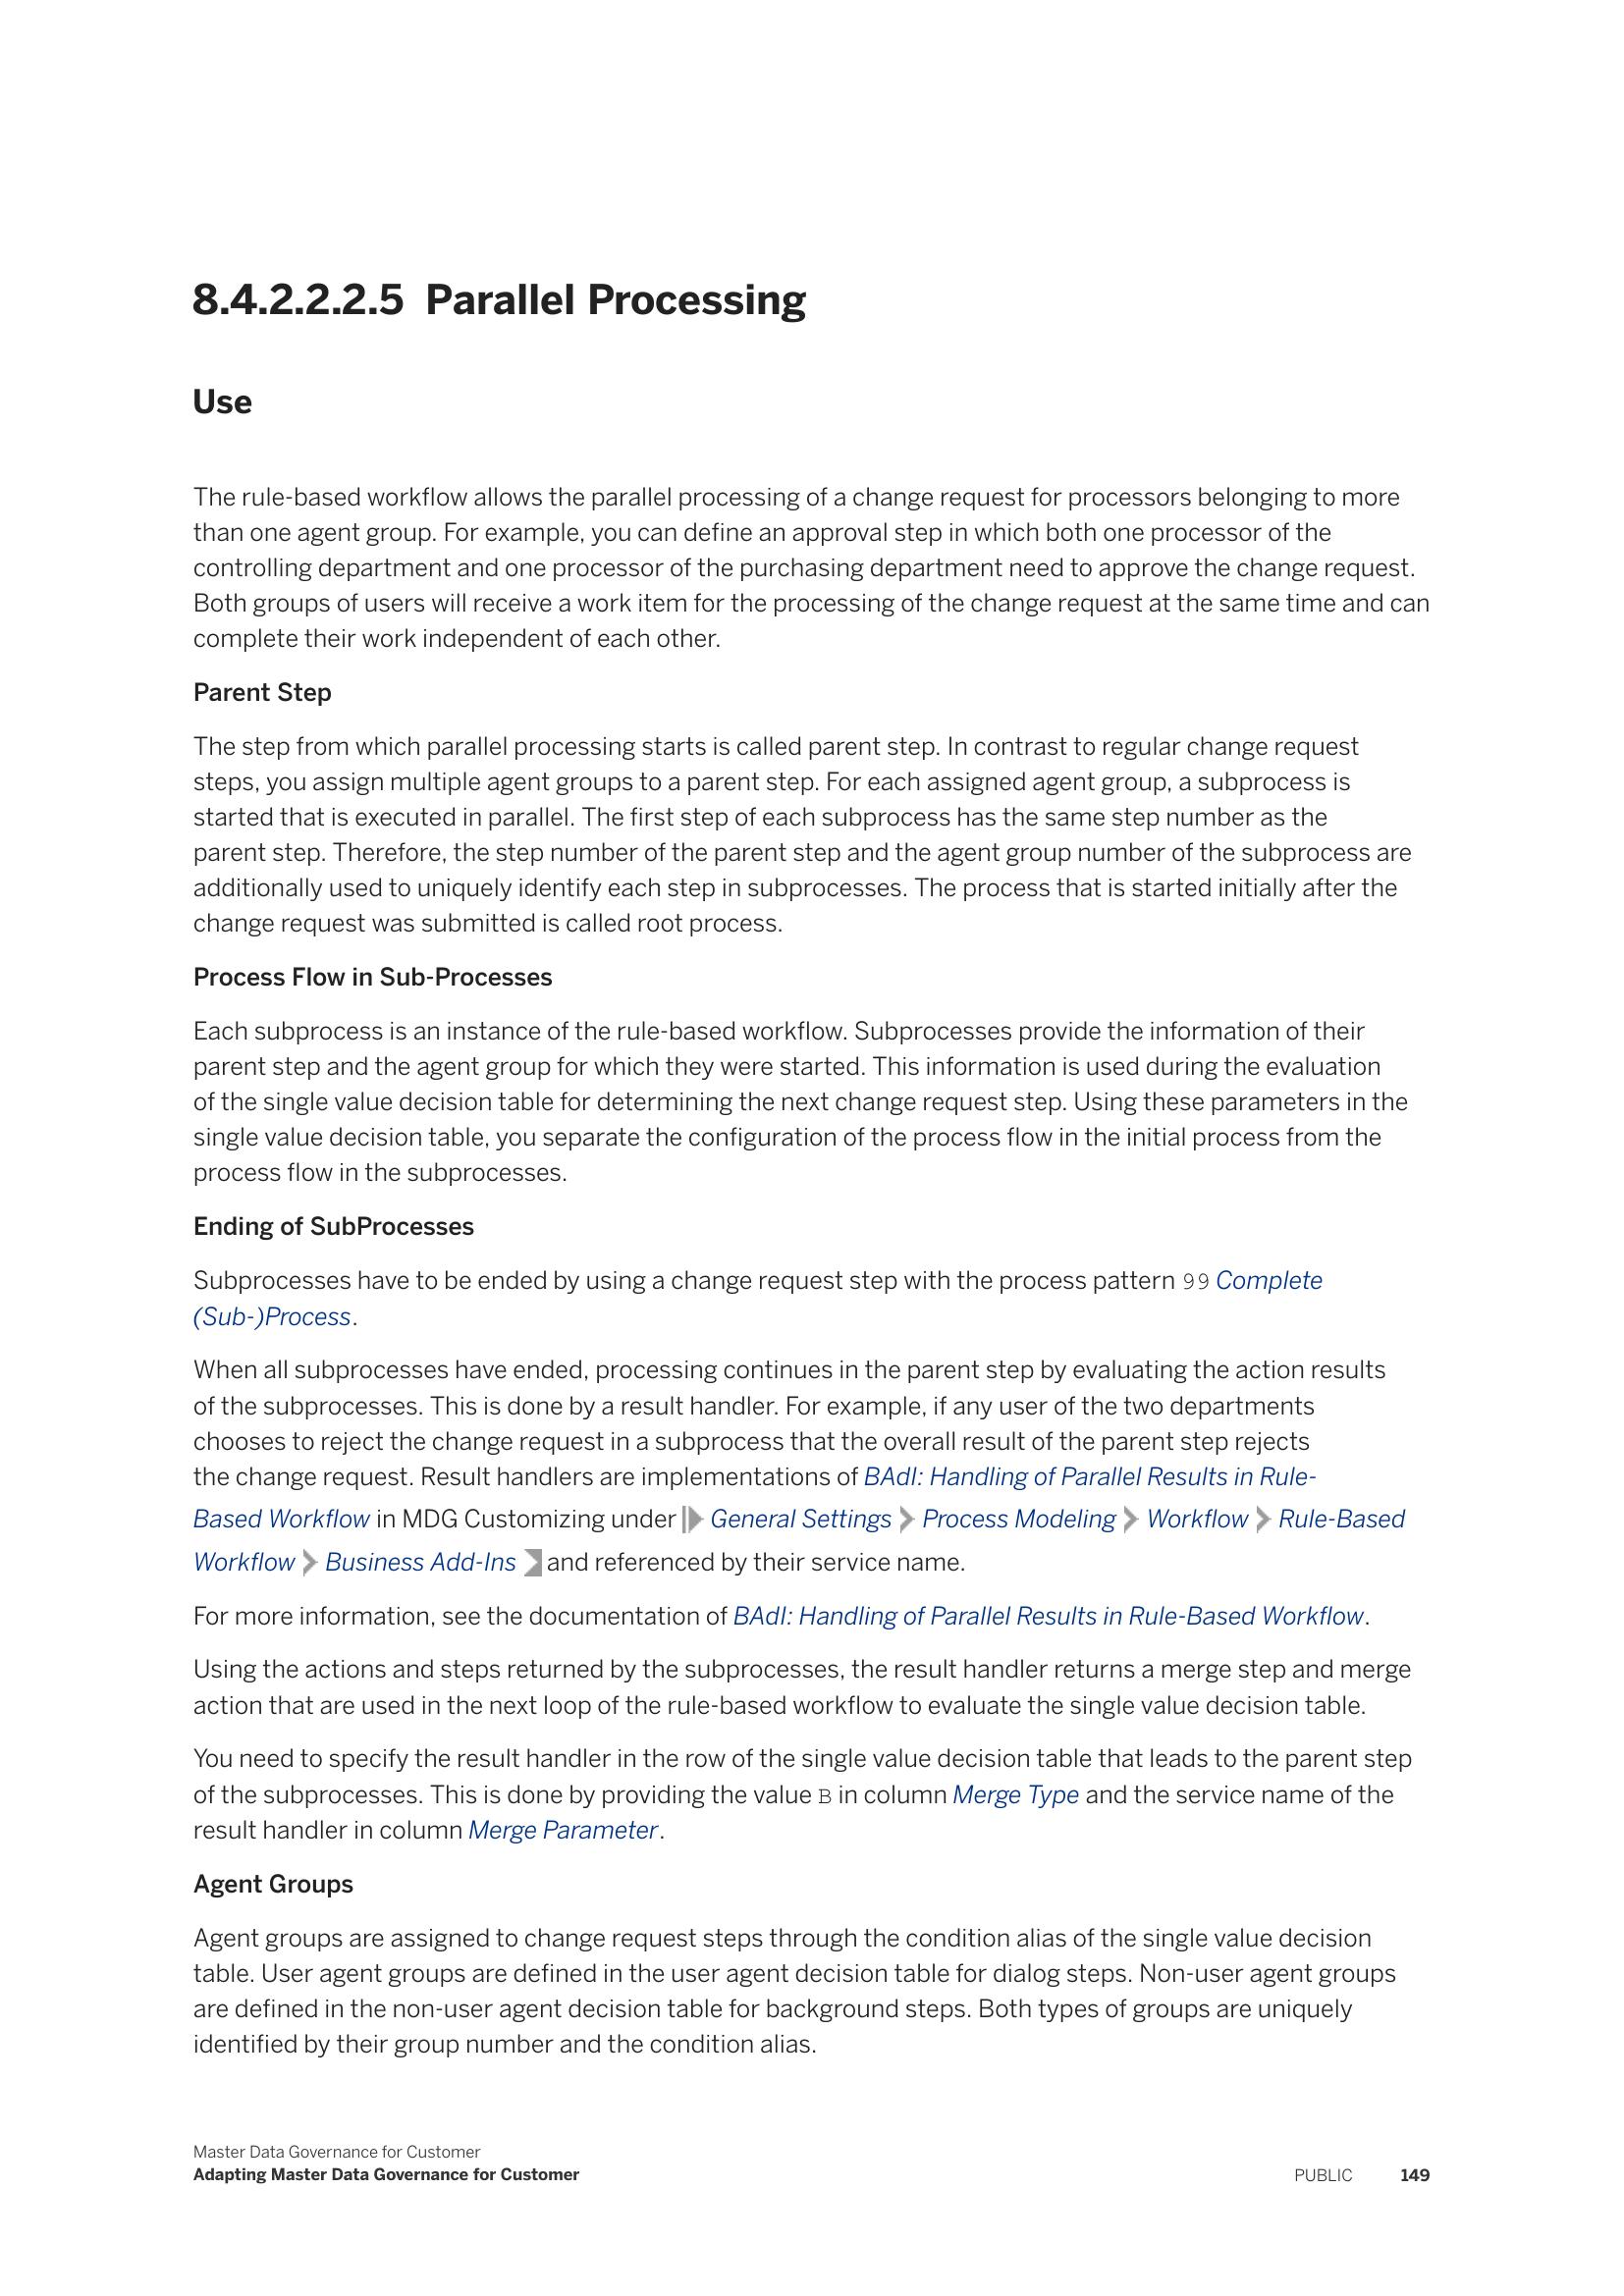 8.4.2.2.2.5 Parallel Processing
Use
The rule-based workflow allows the parallel processing of a change request for processors belonging to more
than one agent group. For example, you can define an approval step in which both one processor of the
controlling department and one processor of the purchasing department need to approve the change request.
Both groups of users will receive a work item for the processing of the change request at the same time and can
complete their work independent of each other.
Parent Step
The step from which parallel processing starts is called parent step. In contrast to regular change request
steps, you assign multiple agent groups to a parent step. For each assigned agent group, a subprocess is
started that is executed in parallel. The first step of each subprocess has the same step number as the
parent step. Therefore, the step number of the parent step and the agent group number of the subprocess are
additionally used to uniquely identify each step in subprocesses. The process that is started initially after the
change request was submitted is called root process.
Process Flow in Sub-Processes
Each subprocess is an instance of the rule-based workflow. Subprocesses provide the information of their
parent step and the agent group for which they were started. This information is used during the evaluation
of the single value decision table for determining the next change request step. Using these parameters in the
single value decision table, you separate the configuration of the process flow in the initial process from the
process flow in the subprocesses.
Ending of SubProcesses
Subprocesses have to be ended by using a change request step with the process pattern 99 Complete
(Sub-)Process.
When all subprocesses have ended, processing continues in the parent step by evaluating the action results
of the subprocesses. This is done by a result handler. For example, if any user of the two departments
chooses to reject the change request in a subprocess that the overall result of the parent step rejects
the change request. Result handlers are implementations of BAdI: Handling of Parallel Results in Rule-
Based Workflow in MDG Customizing under General Settings Process Modeling Workflow Rule-Based
Workflow Business Add-Ins and referenced by their service name.
For more information, see the documentation of BAdI: Handling of Parallel Results in Rule-Based Workflow.
Using the actions and steps returned by the subprocesses, the result handler returns a merge step and merge
action that are used in the next loop of the rule-based workflow to evaluate the single value decision table.
You need to specify the result handler in the row of the single value decision table that leads to the parent step
of the subprocesses. This is done by providing the value B in column Merge Type and the service name of the
result handler in column Merge Parameter.
Agent Groups
Agent groups are assigned to change request steps through the condition alias of the single value decision
table. User agent groups are defined in the user agent decision table for dialog steps. Non-user agent groups
are defined in the non-user agent decision table for background steps. Both types of groups are uniquely
identified by their group number and the condition alias.
Master Data Governance for Customer
Adapting Master Data Governance for Customer
PUBLIC 149